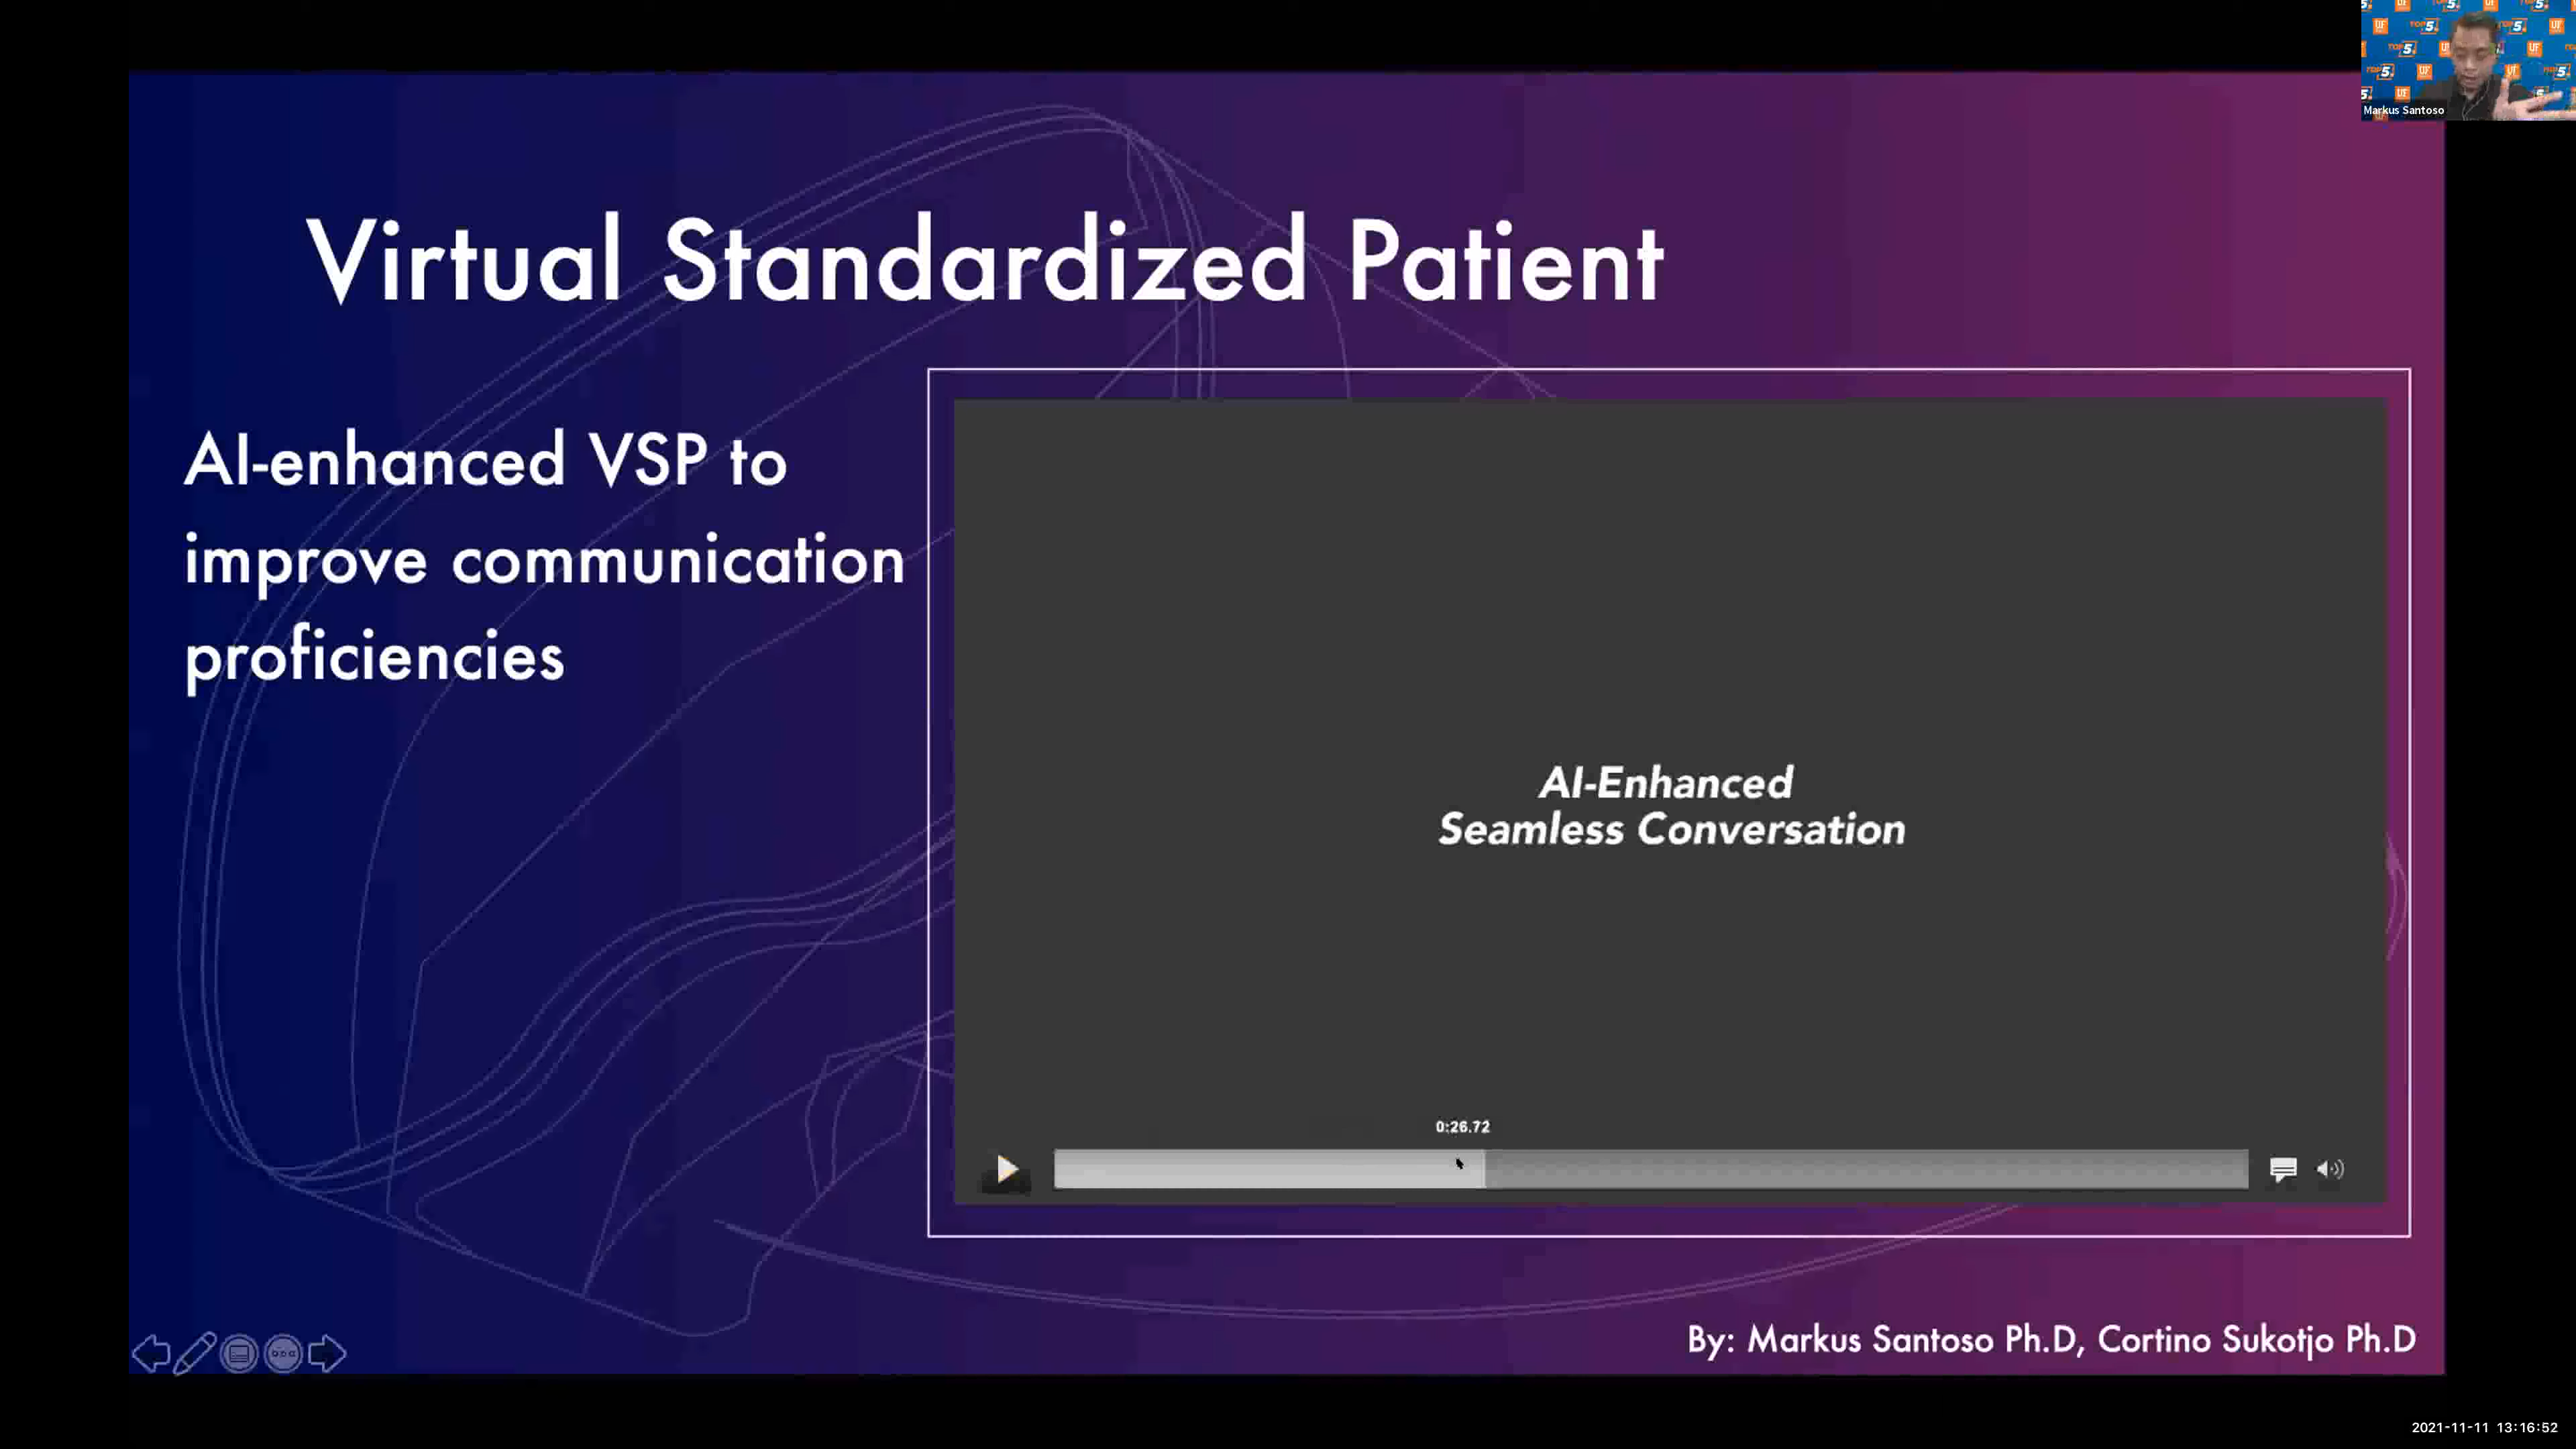 Markus Santoso
Virtual Standardized Patient
AI-enhanced VSP to
improve communication
proficiencies
AI-Enhanced
Seamless Conversation
0:26.72
By: Markus Santoso Ph.D, Cortino Sukotjo Ph.D
2021-11-11 13:16:52